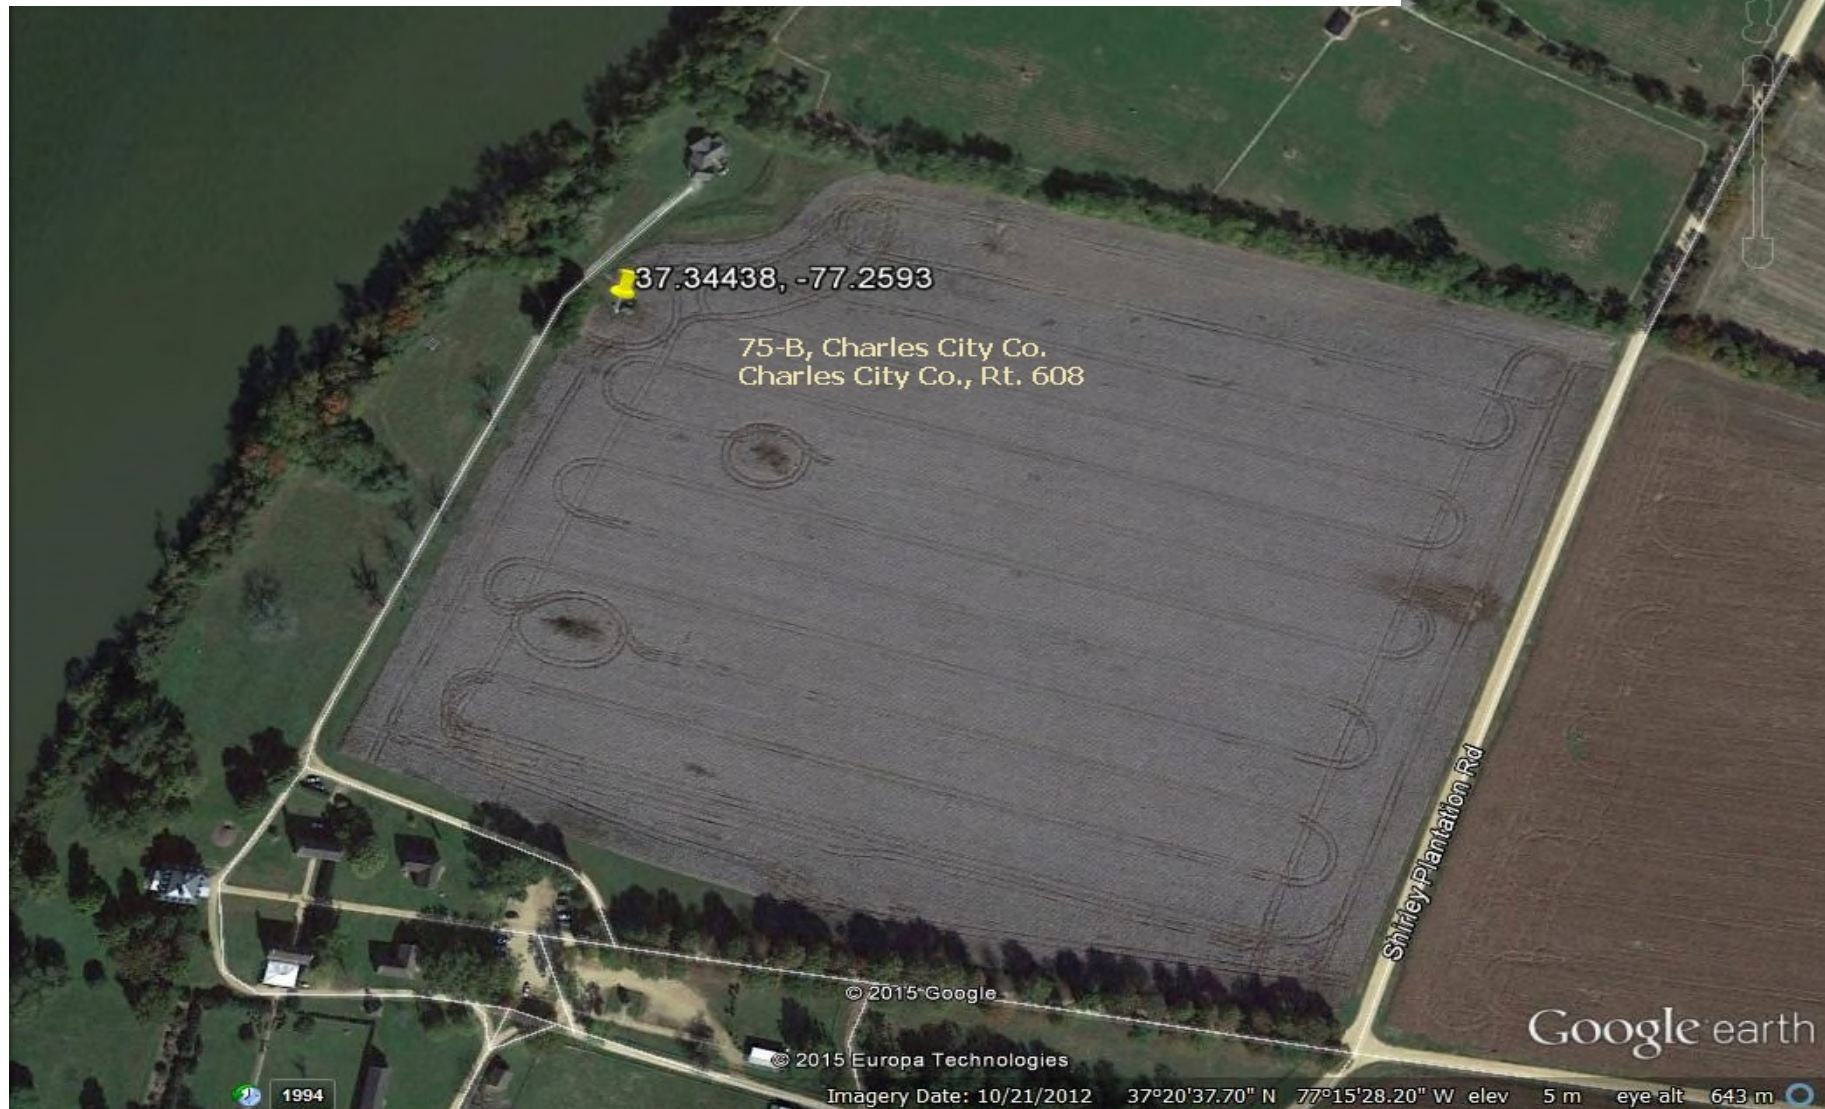 37.34438, -77.2593
75-B, Charles City Co.
Charles City Co., Rt. 608
Shirley Plantation Rd
© 2015 Google
Google earth
© 2015 Europa Technologies
1994
Imagery Date: 10/21/2012 37°20'37.70" N 77°15'28.20" W elev 5 m eye alt 643 m